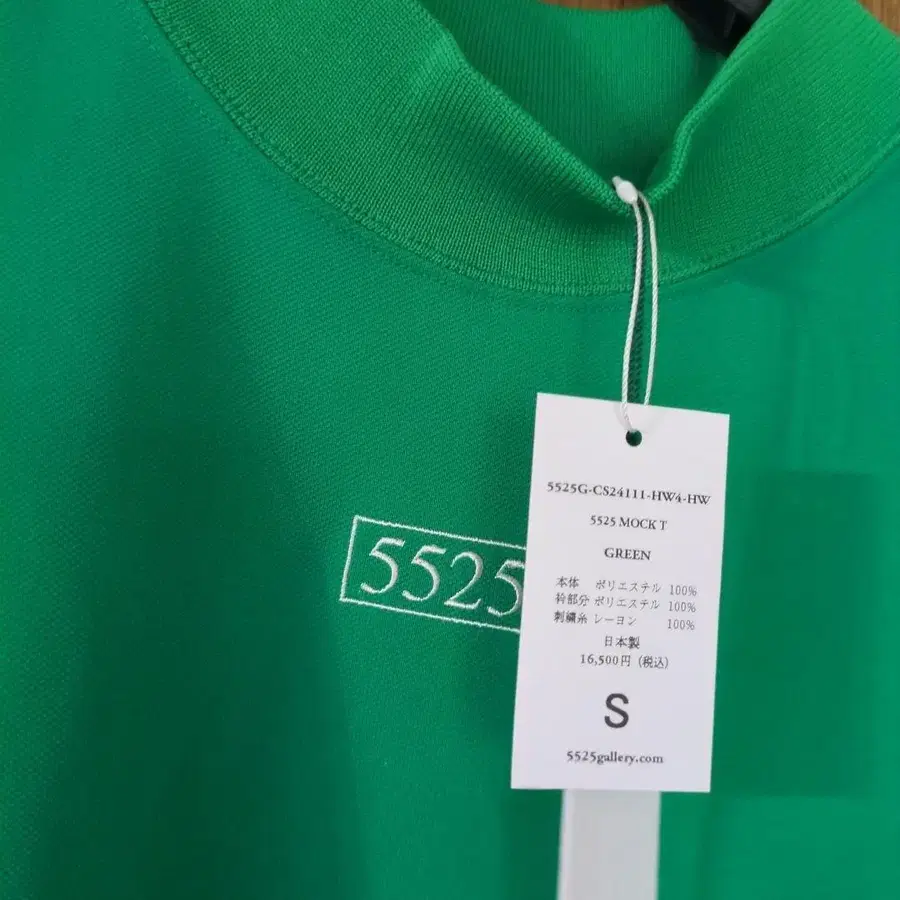 5525
5525G-CS24111-HW4-HW
5525 MOCK T
GREEN
本体 ポリエステル 100%
衿部分 ポリエステル 100%
刺繍糸 レーヨン 100%
日本製
16,500円(税込)
S
5525gallery.com